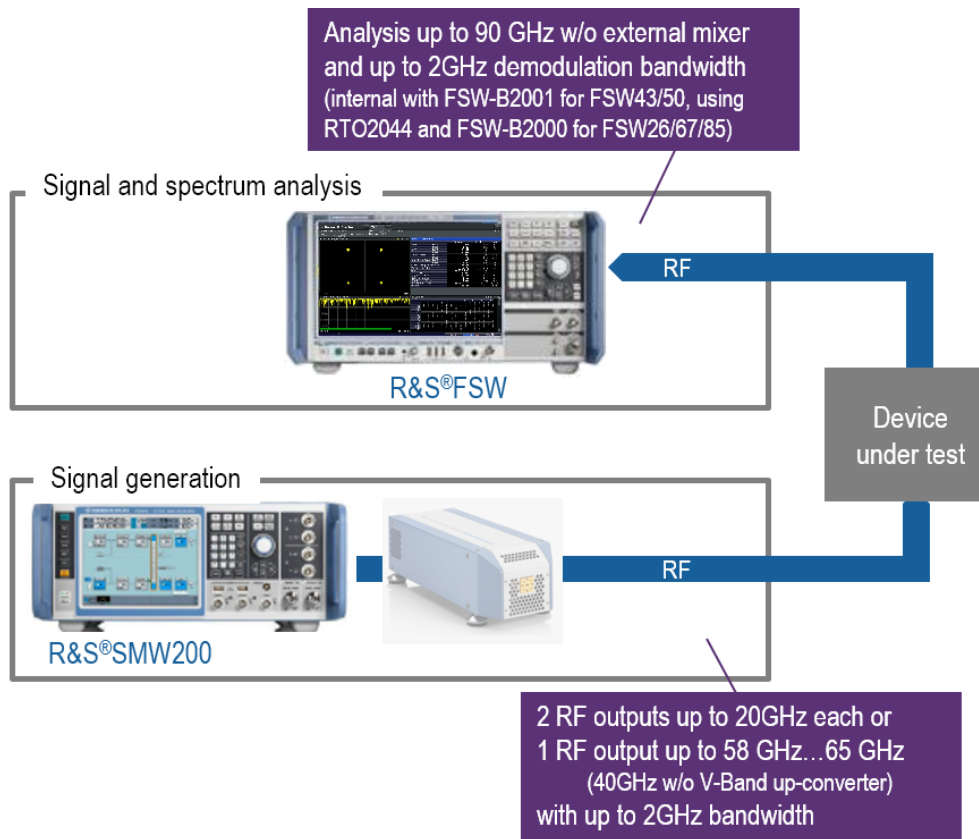 Analysis up to 90 GHz w/o external mixer
and up to 2GHz demodulation bandwidth
(internal with FSW-B2001 for FSW43/50, using
RTO2044 and FSW-B2000 for FSW26/67/85)
Signal and spectrum analysis
RF
R&S®FSW
Device
under test
Signal generation
RF
R&S®SMW200
2 RF outputs up to 20GHz each or
1 RF output up to 58 GHz…65 GHz
(40GHz w/o V-Band up-converter)
with up to 2GHz bandwidth